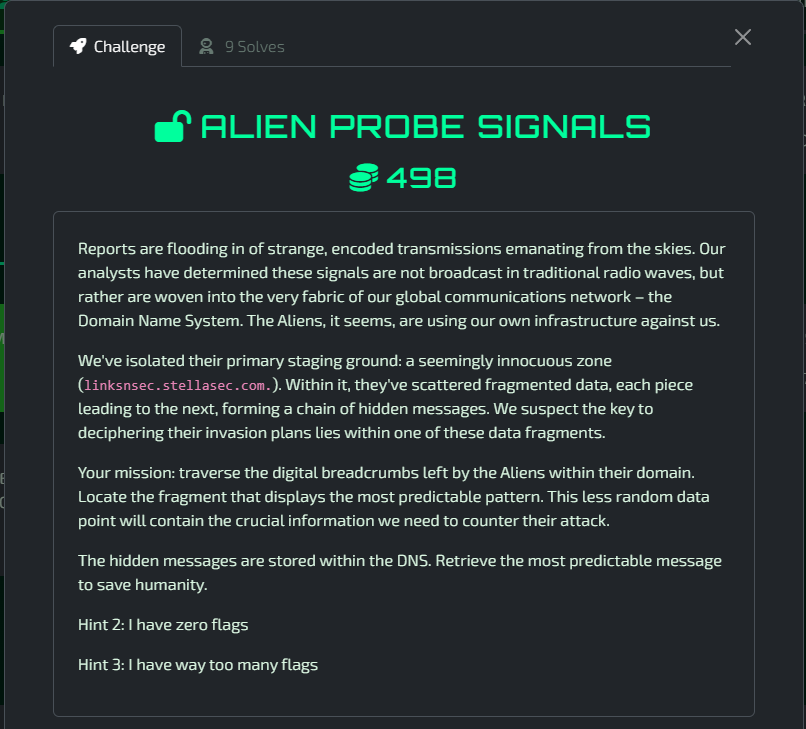 Challenge
9 Solves
ALIEN PROBE SIGNALS
498
Reports are flooding in of strange, encoded transmissions emanating from the skies. Our
analysts have determined these signals are not broadcast in traditional radio waves, but
rather are woven into the very fabric of our global communications network – the
Domain Name System. The Aliens, it seems, are using our own infrastructure against us.
We've isolated their primary staging ground: a seemingly innocuous zone
(linksnsec.stellasec.com.). Within it, they've scattered fragmented data, each piece
leading to the next, forming a chain of hidden messages. We suspect the key to
deciphering their invasion plans lies within one of these data fragments.
Your mission: traverse the digital breadcrumbs left by the Aliens within their domain.
Locate the fragment that displays the most predictable pattern. This less random data
point will contain the crucial information we need to counter their attack.
The hidden messages are stored within the DNS. Retrieve the most predictable message
to save humanity.
Hint 2: I have zero flags
Hint 3: I have way too many flags